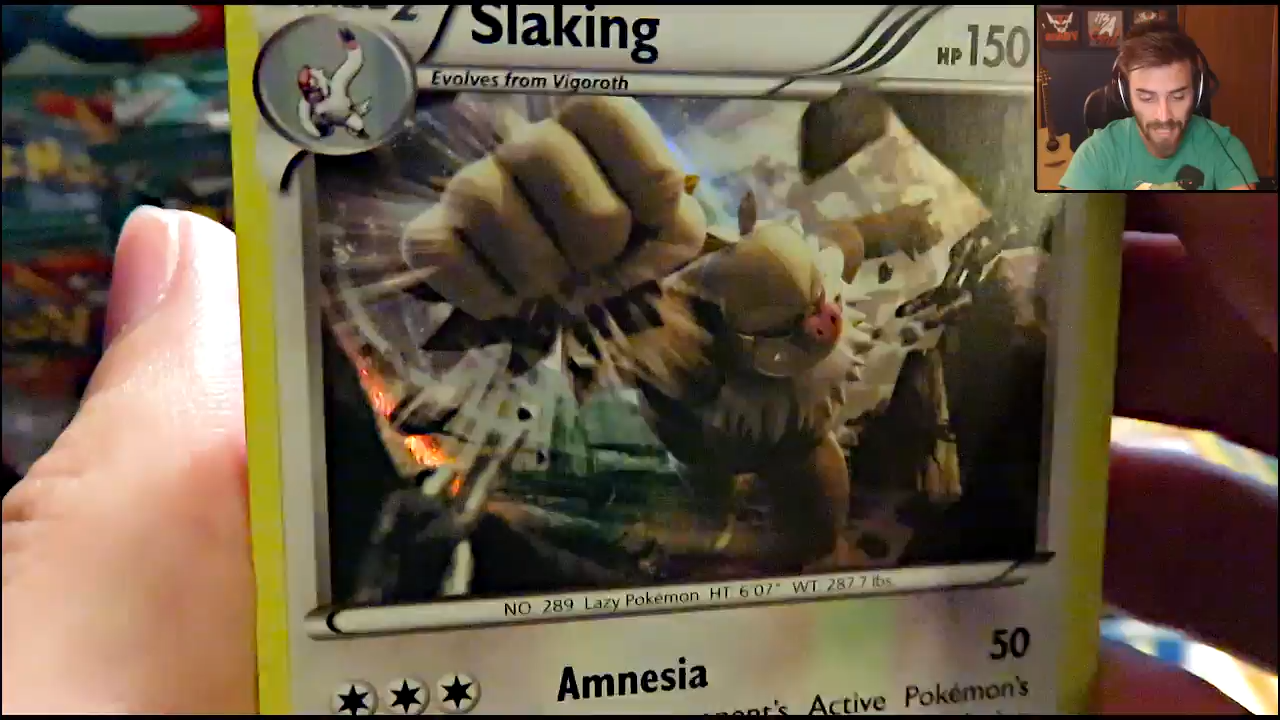 Slaking
HP 150
Evolves from Vigoroth
NO 289 Lazy Pokémon HT 6'07" WT 287.7 lbs.
Amnesia
50
Active Pokémon's